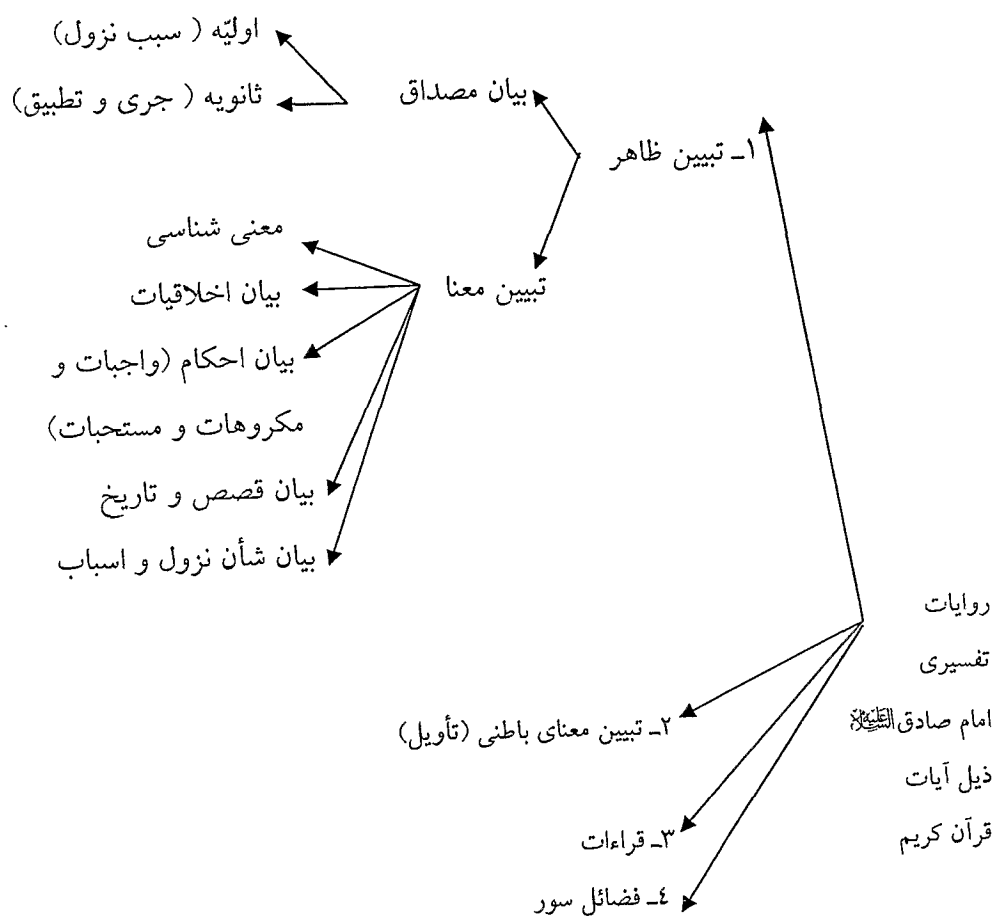 اولیّه ( سبب نزول)
ثانویه ( جری و تطبیق)
بیان مصداق
۱ـ تبیین ظاهر
معنی شناسی
تبیین معنا
بیان اخلاقیات
بیان احکام (واجبات و
مکروهات و مستحبات)
بیان قصص و تاریخ
بیان شأن نزول و اسباب
روایات
تفسیری
امام صادق علیه‌السلام
ذیل آیات
قرآن کریم
۲ـ تبیین معنای باطنی (تأویل)
۳ـ قراءات
٤ـ فضائل سور